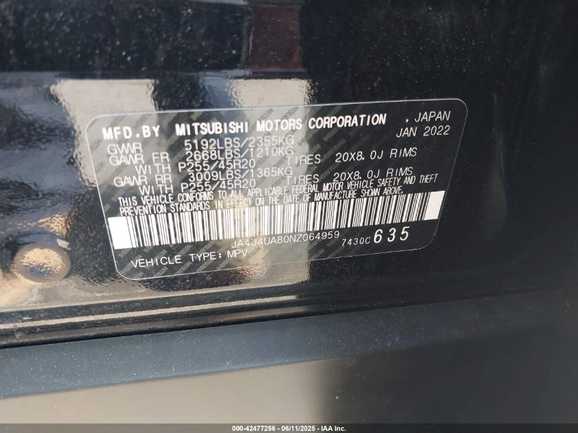 MFD.BY MITSUBISHI MOTORS CORPORATION , JAPAN
JAN 2022
GWWR 5192LBS/2355KG
GAWR FR 2668LBS/1210KG
WITH P255/45R20 TIRES 20X8.0J RIMS
GAWR RR 3009LBS/1365KG
WITH P255/45R20 TIRES 20X8.0J RIMS
THIS VEHICLE CONFORMS TO ALL APPLICABLE FEDERAL MOTOR VEHICLE SAFETY AND THEFT
PREVENTION STANDARDS IN EFFECT ON THE DATE OF MANUFACTURE SHOWN ABOVE.
JA4J4UA80NZ064959
7430C 635
VEHICLE TYPE: MPV
000-42477256 - 06/11/2025 - IAA, Inc.